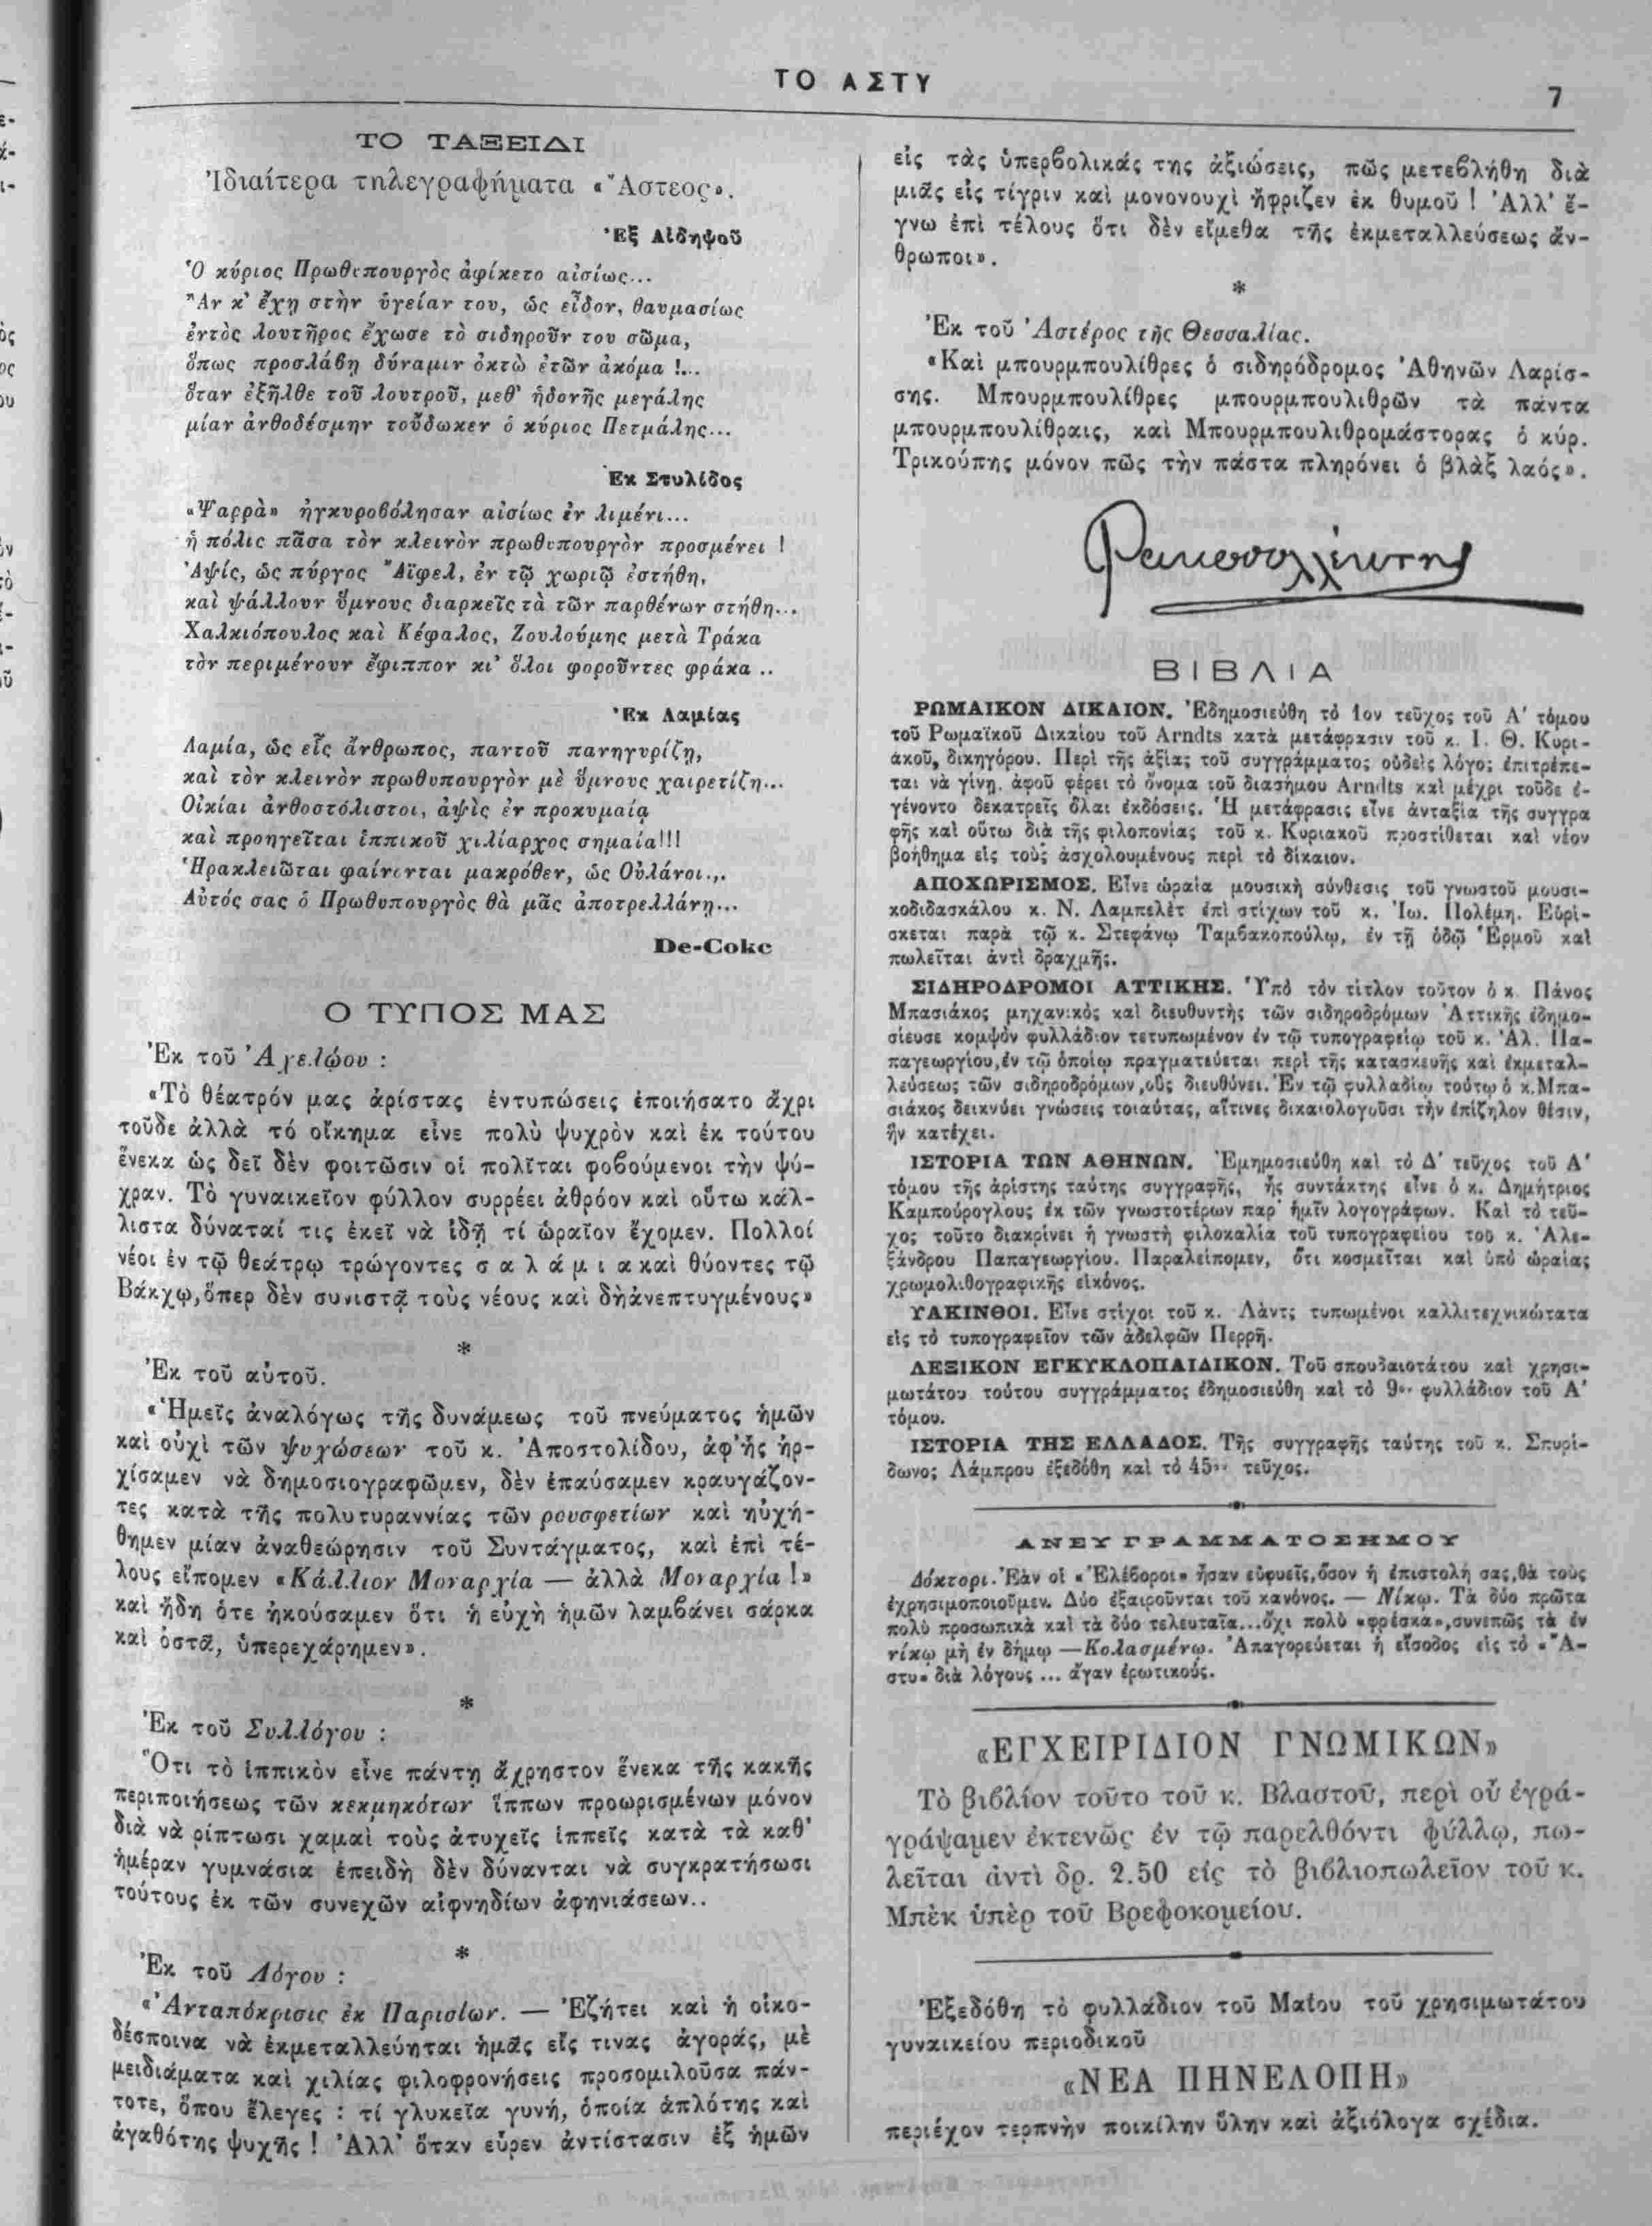 ΤΟ ΑΣΤΥ
7
ΤΟ ΤΑΞΕΙΔΙ
Ἰδιαίτερα τηλεγραφήματα «Ἄστεος».
Ἐξ Αἰδηψοῦ
Ὁ κύριος Πρωθυπουργὸς ἀφίκετο αἰσίως...
Ἂν κ' ἔχῃ στὴν ὑγείαν του, ὡς εἶδον, θαυμασίως
ἐντὸς λουτῆρος ἔχωσε τὸ σιδηροῦν του σῶμα,
ὅπως προσλάβῃ δύναμιν ὀκτὼ ἐτῶν ἀκόμα !...
ὅταν ἐξῆλθε τοῦ λουτροῦ, μεθ' ἡδονῆς μεγάλης
μίαν ἀνθοδέσμην τοὔδωκεν ὁ κύριος Πετμάλης...
Ἐκ Στυλίδος
«Ψαρρὰ» ἠγκυροβόλησαν αἰσίως ἐν λιμένι...
ἡ πόλις πᾶσα τὸν κλεινὸν πρωθυπουργὸν προσμένει !
Ἀψίς, ὡς πύργος Ἄϊφελ, ἐν τῷ χωριῷ ἐστήθη,
καὶ ψάλλουν ὕμνους διαρκεῖς τὰ τῶν παρθένων στήθη...
Χαλκιόπουλος καὶ Κέφαλος, Ζουλούμης μετὰ Τράκα
τὸν περιμένουν ἔφιππον κι' ὅλοι φοροῦντες φράκα ..
Ἐκ Λαμίας
Λαμία, ὡς εἷς ἄνθρωπος, παντοῦ πανηγυρίζῃ,
καὶ τὸν κλεινὸν πρωθυπουργὸν μὲ ὕμνους χαιρετίζῃ...
Οἰκίαι ἀνθοστόλιστοι, ἀψὶς ἐν προκυμαίᾳ
καὶ προηγεῖται ἱππικοῦ χιλίαρχος σημαία!!!
Ἡρακλειῶται φαίνονται μακρόθεν, ὡς Οὐλάνοι...
Αὐτός σας ὁ Πρωθυπουργὸς θὰ μᾶς ἀποτρελλάνῃ...
De-Coke
Ο ΤΥΠΟΣ ΜΑΣ
Ἐκ τοῦ Ἀχελῴου :
«Τὸ θέατρόν μας ἀρίστας ἐντυπώσεις ἐποιήσατο ἄχρι
τοῦδε ἀλλὰ τό οἴκημα εἶνε πολὺ ψυχρὸν καὶ ἐκ τούτου
ἕνεκα ὡς δεῖ δὲν φοιτῶσιν οἱ πολῖται φοβούμενοι τὴν ψύ-
χραν. Τὸ γυναικεῖον φύλλον συρρέει ἀθρόον καὶ οὕτω κάλ-
λιστα δύναταί τις ἐκεῖ νὰ ἰδῇ τί ὡραῖον ἔχομεν. Πολλοί
νέοι ἐν τῷ θεάτρῳ τρώγοντες σ α λ ά μ ι α καὶ θύοντες τῷ
Βάκχῳ, ὅπερ δὲν συνιστᾷ τοὺς νέους καὶ δὴ ἀνεπτυγμένους»
*
Ἐκ τοῦ αὐτοῦ.
«Ἡμεῖς ἀναλόγως τῆς δυνάμεως τοῦ πνεύματος ἡμῶν
καὶ οὐχὶ τῶν ψυχώσεων τοῦ κ. Ἀποστολίδου, ἀφ' ἧς ἠρ-
χίσαμεν νὰ δημοσιογραφῶμεν, δὲν ἐπαύσαμεν κραυγάζον-
τες κατὰ τῆς πολυτυραννίας τῶν ρουσφετίων καὶ ηὐχή-
θημεν μίαν ἀναθεώρησιν τοῦ Συντάγματος, καὶ ἐπὶ τέ-
λους εἴπομεν «Κάλλιον Μοναρχία — ἀλλὰ Μοναρχία !»
καὶ ἤδη ὅτε ἠκούσαμεν ὅτι ἡ εὐχὴ ἡμῶν λαμβάνει σάρκα
καὶ ὀστᾶ, ὑπερεχάρημεν».
*
Ἐκ τοῦ Συλλόγου :
Ὅτι τὸ ἱππικὸν εἶνε πάντῃ ἄχρηστον ἕνεκα τῆς κακῆς
περιποιήσεως τῶν κεκμηκότων ἵππων προωρισμένων μόνον
διὰ νὰ ρίπτωσι χαμαὶ τοὺς ἀτυχεῖς ἱππεῖς κατὰ τὰ καθ'
ἡμέραν γυμνάσια ἐπειδὴ δὲν δύνανται νὰ συγκρατήσωσι
τούτους ἐκ τῶν συνεχῶν αἰφνηδίων ἀφηνιάσεων..
*
Ἐκ τοῦ Λόγου :
«Ἀνταπόκρισις ἐκ Παρισίων. — Ἐζήτει καὶ ἡ οἰκο-
δέσποινα νὰ ἐκμεταλλεύηται ἡμᾶς εἴς τινας ἀγοράς, μὲ
μειδιάματα καὶ χιλίας φιλοφρονήσεις προσομιλοῦσα πάν-
τοτε, ὅπου ἔλεγες : τί γλυκεῖα γυνή, ὁποία ἁπλότης καὶ
ἀγαθότης ψυχῆς ! Ἀλλ' ὅταν εὗρεν ἀντίστασιν ἐξ ἡμῶν
εἰς τὰς ὑπερβολικάς της ἀξιώσεις, πῶς μετεβλήθη διὰ
μιᾶς εἰς τίγριν καὶ μονονουχὶ ἤφριζεν ἐκ θυμοῦ ! Ἀλλ' ἔ-
γνω ἐπὶ τέλους ὅτι δὲν εἴμεθα τῆς ἐκμεταλλεύσεως ἄν-
θρωποι».
*
Ἐκ τοῦ Ἀστέρος τῆς Θεσσαλίας.
«Καὶ μπουρμπουλίθρες ὁ σιδηρόδρομος Ἀθηνῶν Λαρίσ-
σης. Μπουρμπουλίθρες μπουρμπουλιθρῶν τὰ πάντα
μπουρμπουλίθραις, καὶ Μπουρμπουλιθρομάστορας ὁ κύρ.
Τρικούπης μόνον πῶς τὴν πάστα πληρόνει ὁ βλὰξ λαός».
ΒΙΒΛΙΑ
ΡΩΜΑΙΚΟΝ ΔΙΚΑΙΟΝ. Ἐδημοσιεύθη τὸ 1ον τεῦχος τοῦ Α' τόμου
τοῦ Ρωμαϊκοῦ Δικαίου τοῦ Arndts κατὰ μετάφρασιν τοῦ κ. Ι. Θ. Κυρι-
ακοῦ, δικηγόρου. Περὶ τῆς ἀξίας τοῦ συγγράμματος οὐδεὶς λόγος ἐπιτρέπε-
ται νὰ γίνῃ, ἀφοῦ φέρει τὸ ὄνομα τοῦ διασήμου Arndts καὶ μέχρι τοῦδε ἐ-
γένοντο δεκατρεῖς ὅλαι ἐκδόσεις. Ἡ μετάφρασις εἶνε ἀνταξία τῆς συγγρα
φῆς καὶ οὕτω διὰ τῆς φιλοπονίας τοῦ κ. Κυριακοῦ προστίθεται καὶ νέον
βοήθημα εἰς τοὺς ἀσχολουμένους περὶ τὸ δίκαιον.
ΑΠΟΧΩΡΙΣΜΟΣ. Εἶνε ὡραία μουσικὴ σύνθεσις τοῦ γνωστοῦ μουσι-
κοδιδασκάλου κ. Ν. Λαμπελέτ ἐπὶ στίχων τοῦ κ. Ἰω. Πολέμη. Εὑρί-
σκεται παρὰ τῷ κ. Στεφάνῳ Ταμβακοπούλῳ, ἐν τῇ ὁδῷ Ἑρμοῦ καὶ
πωλεῖται ἀντὶ δραχμῆς.
ΣΙΔΗΡΟΔΡΟΜΟΙ ΑΤΤΙΚΗΣ. Ὑπὸ τὸν τίτλον τοῦτον ὁ κ. Πάνος
Μπασιάκος μηχανικὸς καὶ διευθυντὴς τῶν σιδηροδρόμων Ἀττικῆς ἐδημο-
σίευσε κομψὸν φυλλάδιον τετυπωμένον ἐν τῷ τυπογραφείῳ τοῦ κ. Ἀλ. Πα-
παγεωργίου, ἐν τῷ ὁποίῳ πραγματεύεται περὶ τῆς κατασκευῆς καὶ ἐκμεταλ-
λεύσεως τῶν σιδηροδρόμων, οὓς διευθύνει. Ἐν τῷ φυλλαδίῳ τούτῳ ὁ κ. Μπα-
σιάκος δεικνύει γνώσεις τοιαύτας, αἵτινες δικαιολογοῦσι τὴν ἐπίζηλον θέσιν,
ἣν κατέχει.
ΙΣΤΟΡΙΑ ΤΩΝ ΑΘΗΝΩΝ. Ἐμημοσιεύθη καὶ τὸ Δ' τεῦχος τοῦ Α'
τόμου τῆς ἀρίστης ταύτης συγγραφῆς, ἧς συντάκτης εἶνε ὁ κ. Δημήτριος
Καμπούρογλους ἐκ τῶν γνωστοτέρων παρ' ἡμῖν λογογράφων. Καὶ τὸ τεῦ-
χος τοῦτο διακρίνει ἡ γνωστὴ φιλοκαλία τοῦ τυπογραφείου του κ. Ἀλε-
ξάνδρου Παπαγεωργίου. Παραλείπομεν, ὅτι κοσμεῖται καὶ ὑπὸ ὡραίας
χρωμολιθογραφικῆς εἰκόνος.
ΥΑΚΙΝΘΟΙ. Εἶνε στίχοι τοῦ κ. Λάντς τυπωμένοι καλλιτεχνικώτατα
εἰς τὸ τυπογραφεῖον τῶν ἀδελφῶν Περρῆ.
ΛΕΞΙΚΟΝ ΕΓΚΥΚΛΟΠΑΙΔΙΚΟΝ. Τοῦ σπουδαιοτάτου καὶ χρησι-
μωτάτου τούτου συγγράμματος ἐδημοσιεύθη καὶ τὸ 9ον φυλλάδιον τοῦ Α'
τόμου.
ΙΣΤΟΡΙΑ ΤΗΣ ΕΛΛΑΔΟΣ. Τῆς συγγραφῆς ταύτης τοῦ κ. Σπυρί-
δωνος Λάμπρου ἐξεδόθη καὶ τὸ 45ον τεῦχος.
ΑΝΕΥ ΓΡΑΜΜΑΤΟΣΗΜΟΥ
Δόκτορι. Ἐὰν οἱ «Ἐλέβοροι» ἦσαν εὐφυεῖς, ὅσον ἡ ἐπιστολή σας, θὰ τοὺς
ἐχρησιμοποιοῦμεν. Δύο ἐξαιροῦνται τοῦ κανόνος. — Νίκῳ. Τὰ δύο πρῶτα
πολὺ προσωπικὰ καὶ τὰ δύο τελευταῖα...ὄχι πολὺ «φρέσκα», συνεπῶς τὰ ἐν
νίκῳ μὴ ἐν δήμῳ — Κολασμένῳ. Ἀπαγορεύεται ἡ εἴσοδος εἰς τὸ «Ἄ-
στυ» διὰ λόγους ... ἄγαν ἐρωτικούς.
«ΕΓΧΕΙΡΙΔΙΟΝ ΓΝΩΜΙΚΩΝ»
Τὸ βιβλίον τοῦτο τοῦ κ. Βλαστοῦ, περὶ οὗ ἐγρά-
γράψαμεν ἐκτενῶς ἐν τῷ παρελθόντι φύλλῳ, πω-
λεῖται ἀντὶ δρ. 2.50 εἰς τὸ βιβλιοπωλεῖον τοῦ κ.
Μπὲκ ὑπὲρ τοῦ Βρεφοκομείου.
Ἐξεδόθη τὸ φυλλάδιον τοῦ Μαΐου τοῦ χρησιμωτάτου
γυναικείου περιοδικοῦ
«ΝΕΑ ΠΗΝΕΛΟΠΗ»
περιέχον τερπνὴν ποικίλην ὕλην καὶ ἀξιόλογα σχέδια.